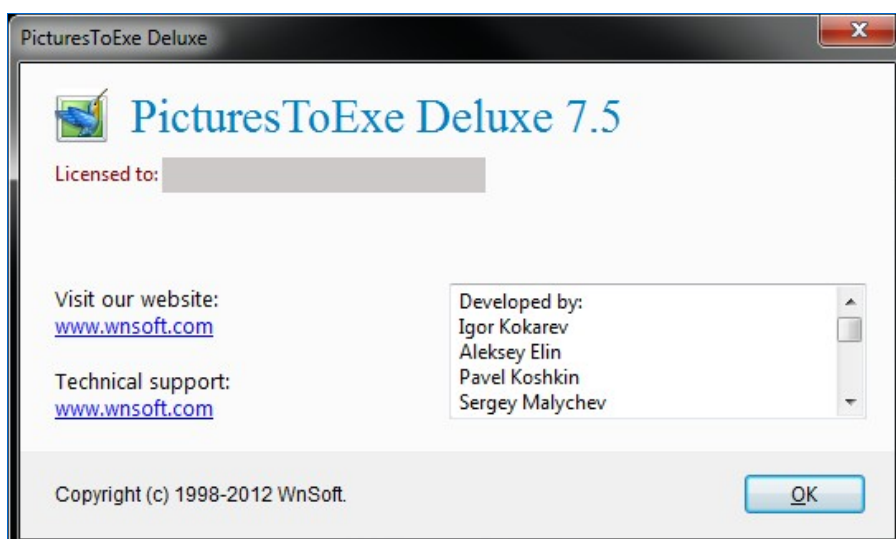 PicturesToExe Deluxe
PicturesToExe Deluxe 7.5
Licensed to:
Visit our website:
www.wnsoft.com
Technical support:
www.wnsoft.com
Developed by:
Igor Kokarev
Aleksey Elin
Pavel Koshkin
Sergey Malychev
Copyright (c) 1998-2012 WnSoft.
OK